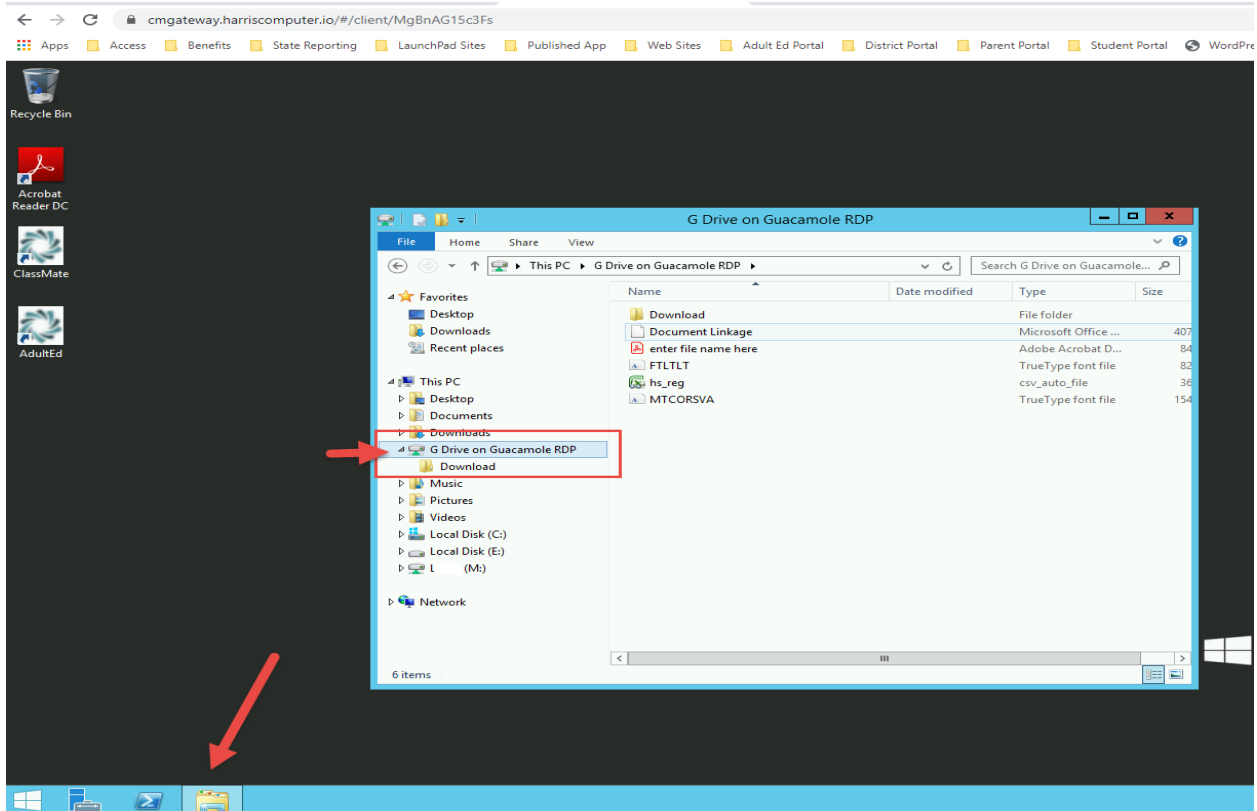 cmgateway.harriscomputer.io/#/client/MgBnAG15c3Fs
Apps Access Benefits State Reporting LaunchPad Sites Published App Web Sites Adult Ed Portal District Portal Parent Portal Student Portal WordPre
Recycle Bin
Acrobat
Reader DC
ClassMate
AdultEd
G Drive on Guacamole RDP
File Home Share View
This PC G Drive on Guacamole RDP Search G Drive on Guacamole...
Favorites
Desktop
Downloads
Recent places
This PC
Desktop
Documents
Downloads
G Drive on Guacamole RDP
Download
Music
Pictures
Videos
Local Disk (C:)
Local Disk (E:)
L (M:)
Network
Name Date modified Type Size
Download File folder
Document Linkage Microsoft Office ... 407
enter file name here Adobe Acrobat D... 84
FTLTLT TrueType font file 82
hs_reg csv_auto_file 36
MTCORSVA TrueType font file 154
6 items